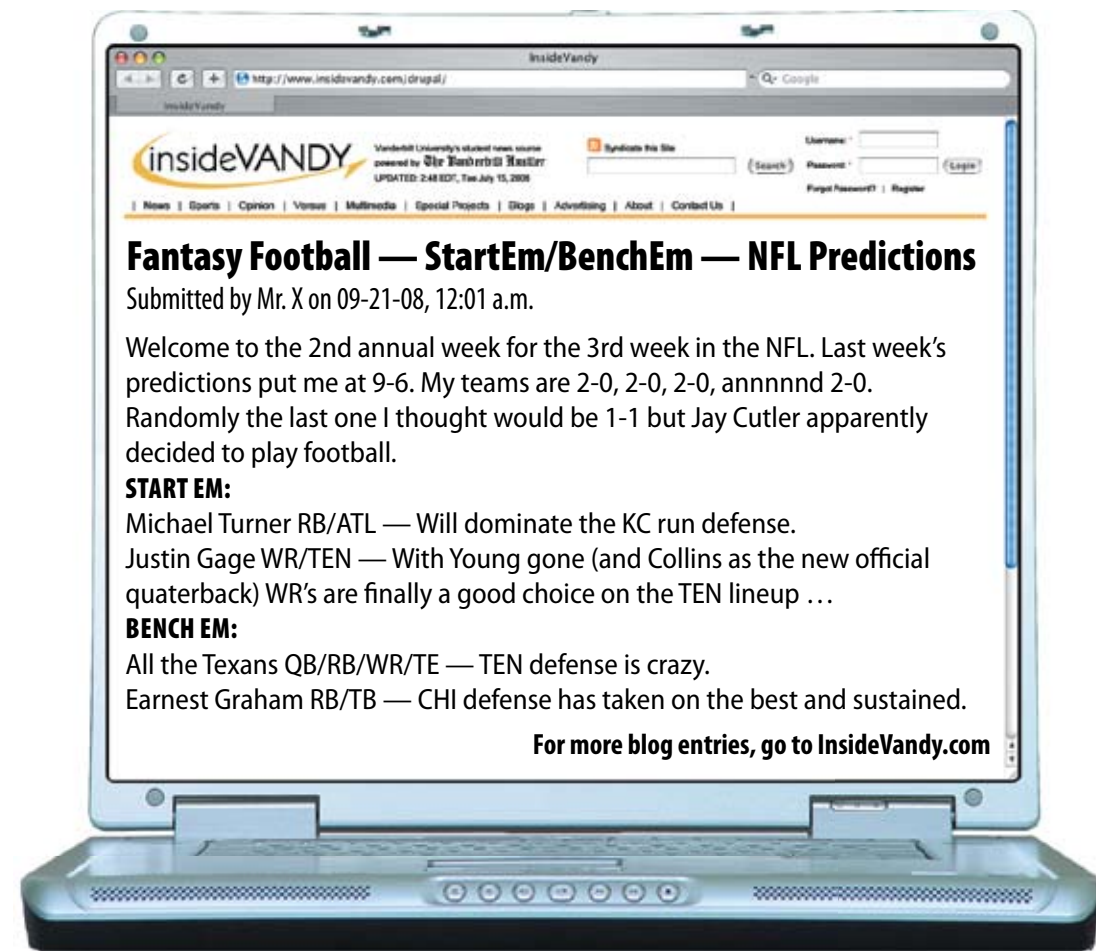 InsideVandy
http://www.insidevandy.com/drupal/
Google
InsideVandy
insideVANDY
Vanderbilt University's student news source
powered by The Vanderbilt Hustler
UPDATED: 2:48 EDT, Tue July 15, 2008
Syndicate this Site
Search
Username: *
Password: *
Login
Forgot Password? | Register
| News | Sports | Opinion | Versus | Multimedia | Special Projects | Blogs | Advertising | About | Contact Us |
Fantasy Football — StartEm/BenchEm — NFL Predictions
Submitted by Mr. X on 09-21-08, 12:01 a.m.
Welcome to the 2nd annual week for the 3rd week in the NFL. Last week's
predictions put me at 9-6. My teams are 2-0, 2-0, 2-0, annnnnd 2-0.
Randomly the last one I thought would be 1-1 but Jay Cutler apparently
decided to play football.
START EM:
Michael Turner RB/ATL — Will dominate the KC run defense.
Justin Gage WR/TEN — With Young gone (and Collins as the new official
quaterback) WR's are finally a good choice on the TEN lineup …
BENCH EM:
All the Texans QB/RB/WR/TE — TEN defense is crazy.
Earnest Graham RB/TB — CHI defense has taken on the best and sustained.
For more blog entries, go to InsideVandy.com